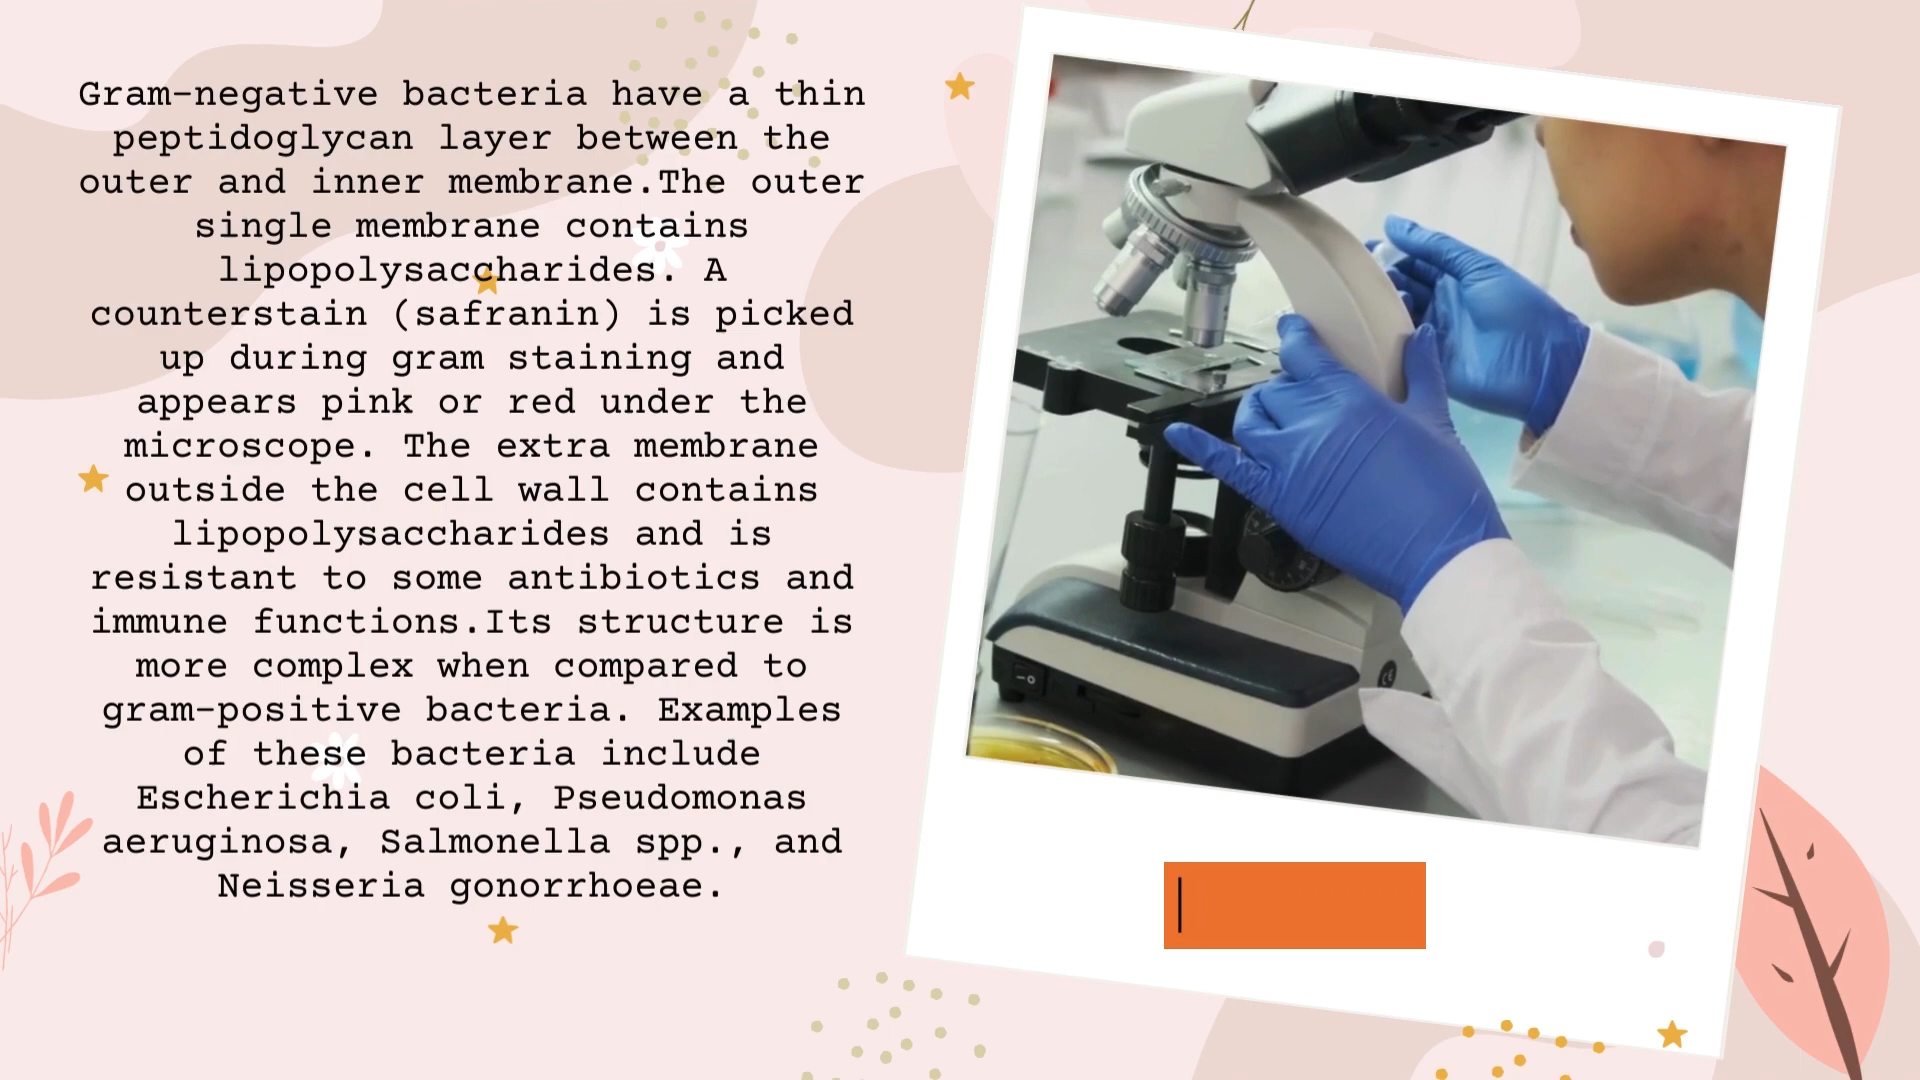 Gram-negative bacteria have a thin
peptidoglycan layer between the
outer and inner membrane.The outer
single membrane contains
lipopolysaccharides. A
counterstain (safranin) is picked
up during gram staining and
appears pink or red under the
microscope. The extra membrane
outside the cell wall contains
lipopolysaccharides and is
resistant to some antibiotics and
immune functions.Its structure is
more complex when compared to
gram-positive bacteria. Examples
of these bacteria include
Escherichia coli, Pseudomonas
aeruginosa, Salmonella spp., and
Neisseria gonorrhoeae.